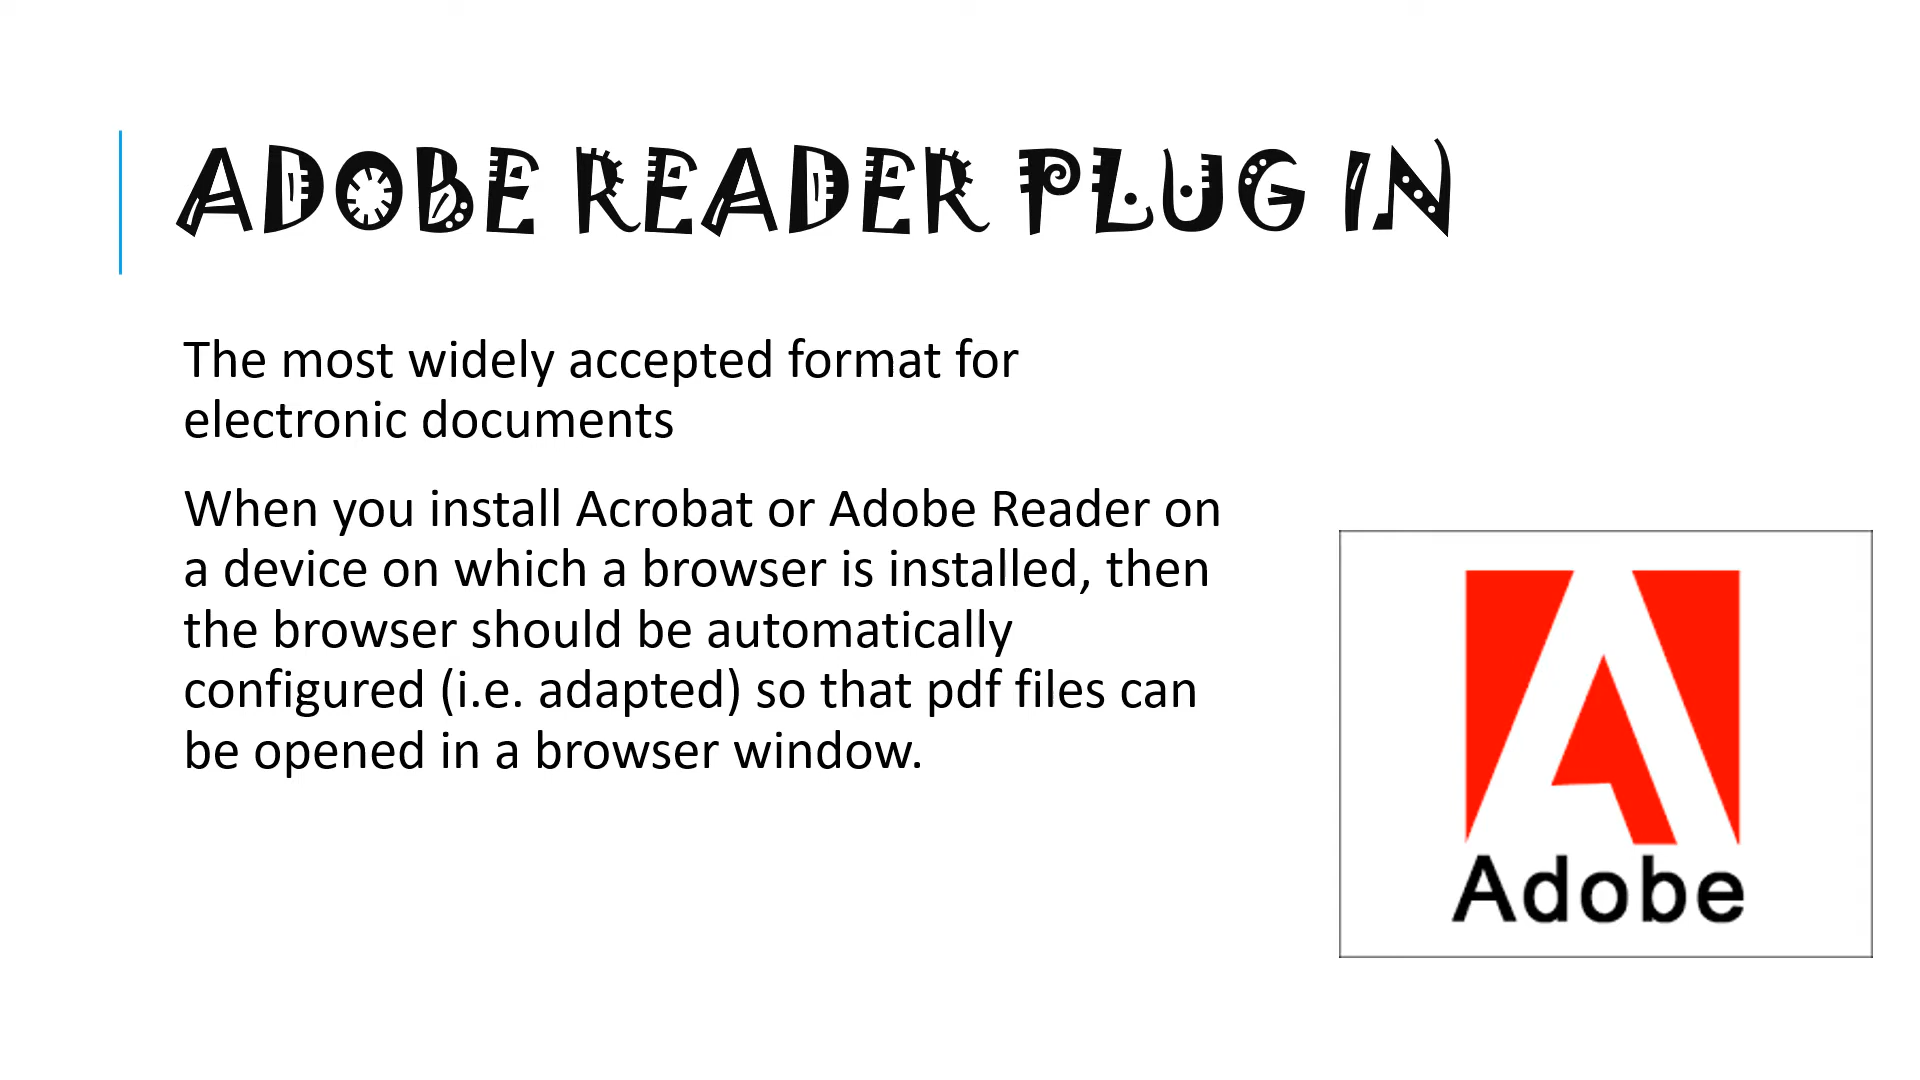 ADOBE READER PLUG IN
The most widely accepted format for
electronic documents
When you install Acrobat or Adobe Reader on
a device on which a browser is installed, then
the browser should be automatically
configured (i.e. adapted) so that pdf files can
be opened in a browser window.
Adobe